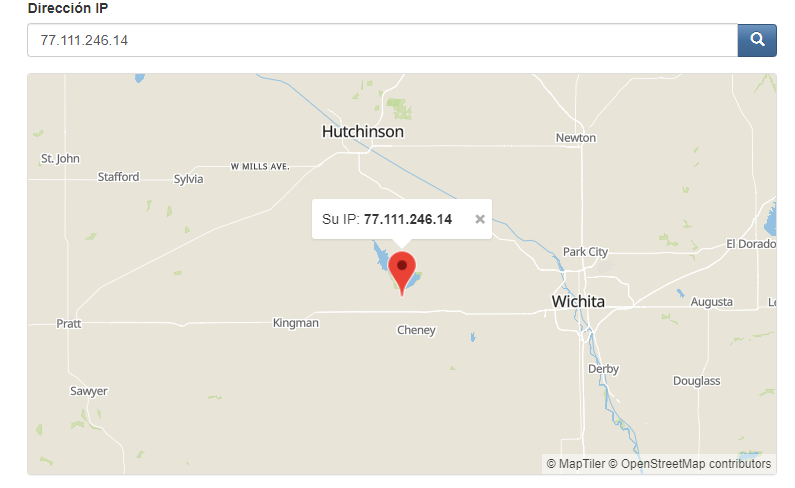 Dirección IP
77.111.246.14
Hutchinson
Newton
St. John
W MILLS AVE.
Stafford
Sylvia
Su IP: 77.111.246.14 ×
El Dorado
Park City
Wichita
Augusta
Pratt
Kingman
Cheney
Derby
Douglass
Sawyer
© MapTiler © OpenStreetMap contributors